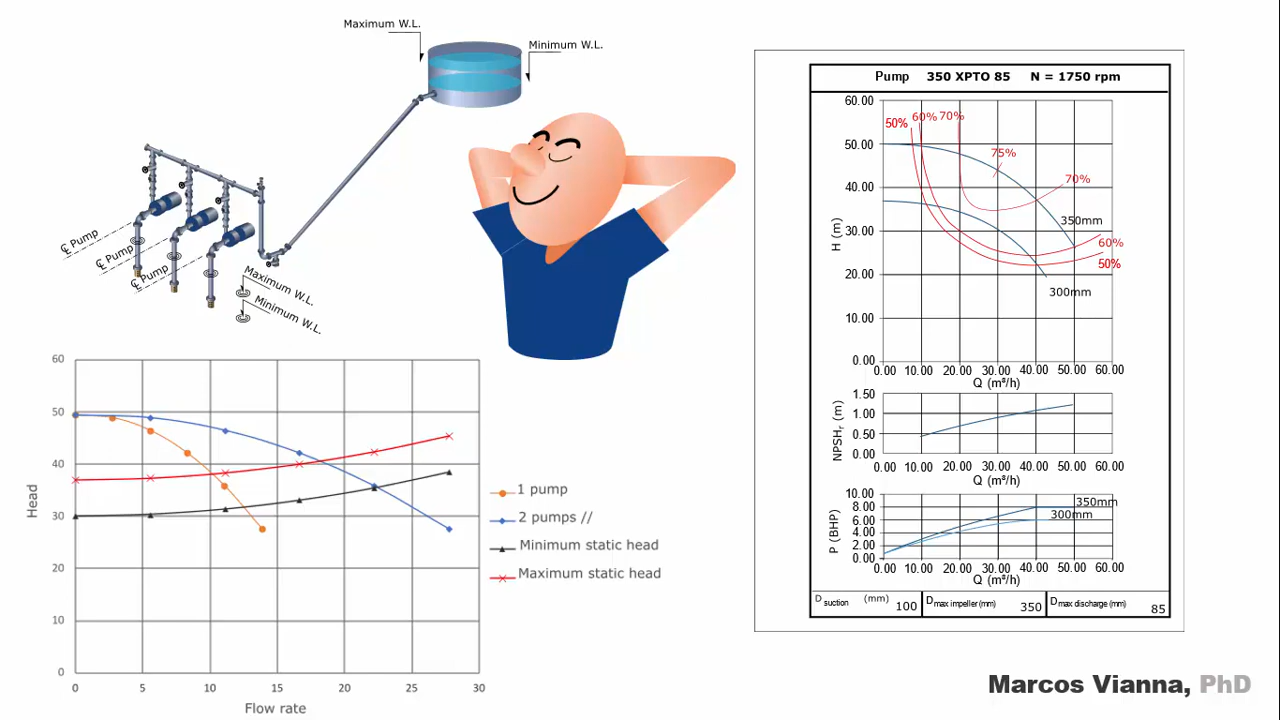 Maximum W.L.
Minimum W.L.
℄ Pump
℄ Pump
℄ Pump
Maximum W.L.
Minimum W.L.
60
50
40
30
20
10
0
Head
0 5 10 15 20 25 30
Flow rate
1 pump
2 pumps //
Minimum static head
Maximum static head
Pump 350 XPTO 85 N = 1750 rpm
60.00
50.00
40.00
30.00
20.00
10.00
0.00
H (m)
50% 60% 70%
75%
70%
350mm
60%
50%
300mm
0.00 10.00 20.00 30.00 40.00 50.00 60.00
Q (m³/h)
1.50
1.00
0.50
0.00
NPSHr (m)
0.00 10.00 20.00 30.00 40.00 50.00 60.00
Q (m³/h)
10.00
8.00
6.00
4.00
2.00
0.00
P (BHP)
350mm
300mm
0.00 10.00 20.00 30.00 40.00 50.00 60.00
Q (m³/h)
D suction (mm) 100
D max impeller (mm) 350
D max discharge (mm) 85
Marcos Vianna, PhD